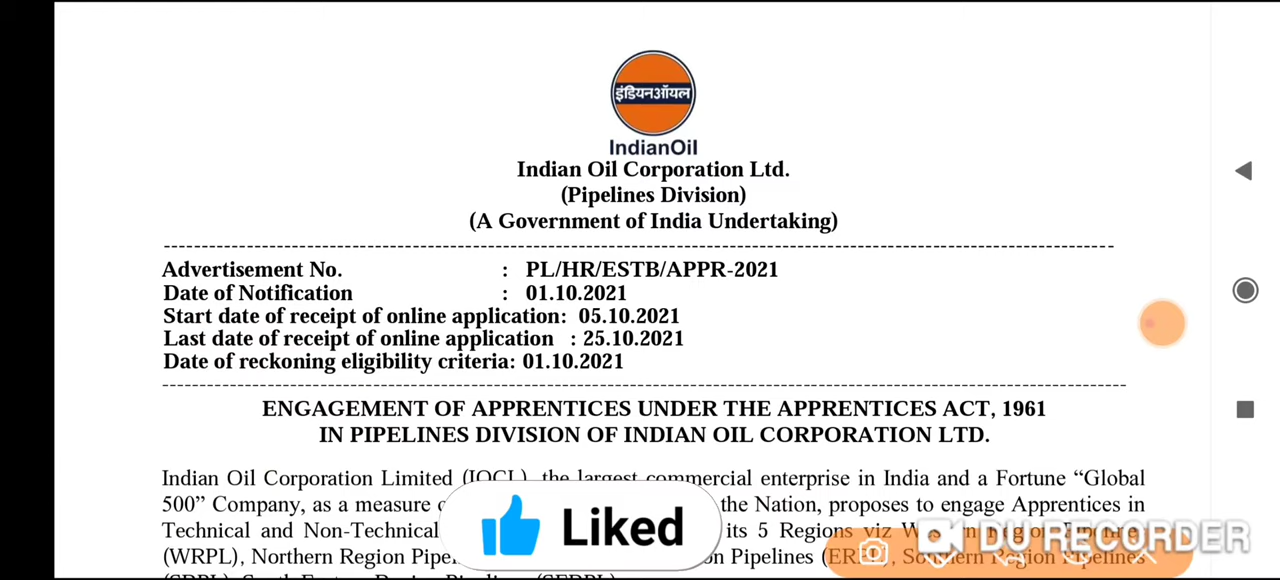 इंडियनऑयल
IndianOil
Indian Oil Corporation Ltd.
(Pipelines Division)
(A Government of India Undertaking)
Advertisement No. : PL/HR/ESTB/APPR-2021
Date of Notification : 01.10.2021
Start date of receipt of online application: 05.10.2021
Last date of receipt of online application : 25.10.2021
Date of reckoning eligibility criteria: 01.10.2021
ENGAGEMENT OF APPRENTICES UNDER THE APPRENTICES ACT, 1961
IN PIPELINES DIVISION OF INDIAN OIL CORPORATION LTD.
Indian Oil Corporation Limited (IOCL), the largest commercial enterprise in India and a Fortune “Global
500” Company, as a measure the Nation, proposes to engage Apprentices in
Technical and Non-Technical its 5 Regions viz
(WRPL), Northern Region Pipelines
Liked
DU RECORDER